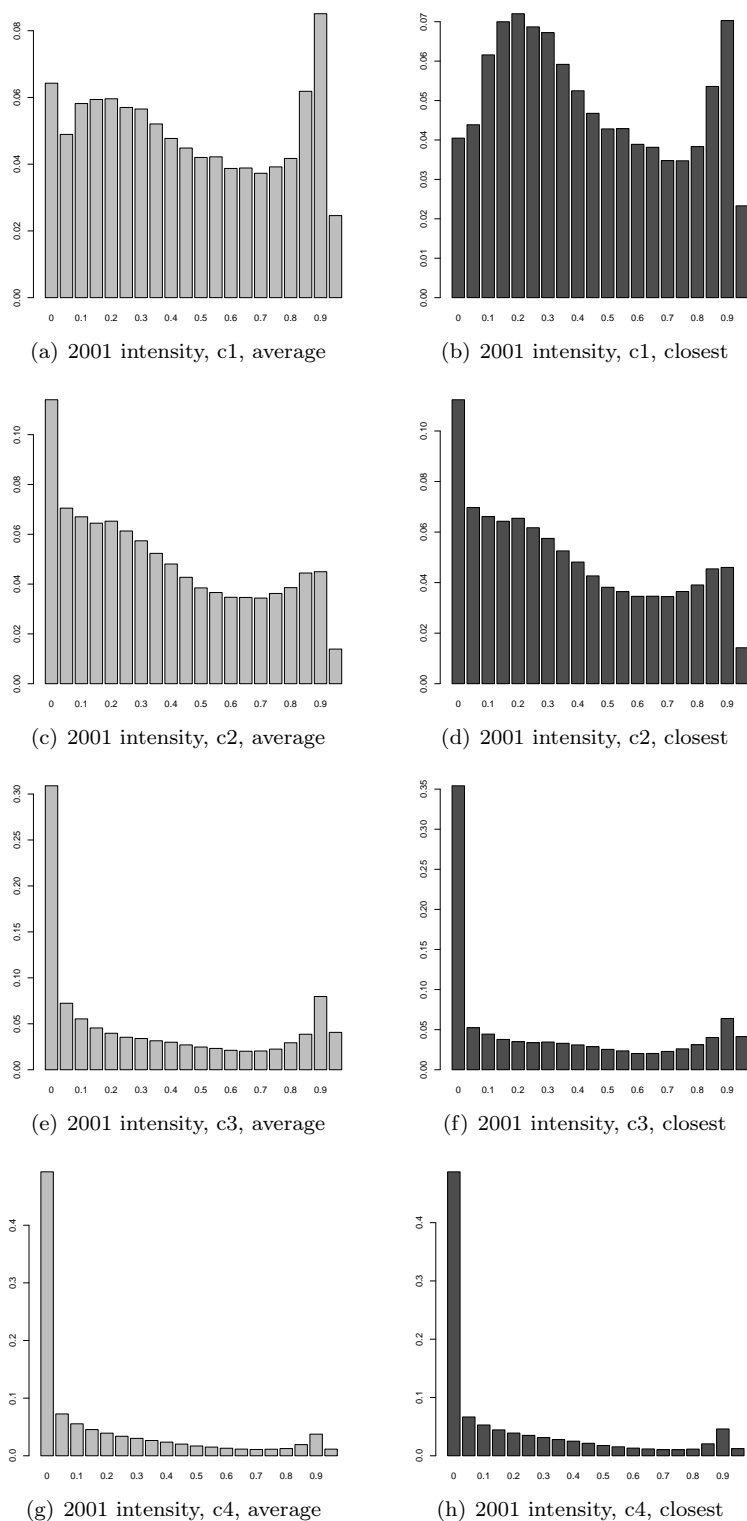 0.00 0.02 0.04 0.06 0.08
0 0.1 0.2 0.3 0.4 0.5 0.6 0.7 0.8 0.9
(a) 2001 intensity, c1, average
0.00 0.01 0.02 0.03 0.04 0.05 0.06 0.07
0 0.1 0.2 0.3 0.4 0.5 0.6 0.7 0.8 0.9
(b) 2001 intensity, c1, closest
0.00 0.02 0.04 0.06 0.08 0.10
0 0.1 0.2 0.3 0.4 0.5 0.6 0.7 0.8 0.9
(c) 2001 intensity, c2, average
0.00 0.02 0.04 0.06 0.08 0.10
0 0.1 0.2 0.3 0.4 0.5 0.6 0.7 0.8 0.9
(d) 2001 intensity, c2, closest
0.00 0.05 0.10 0.15 0.20 0.25 0.30
0 0.1 0.2 0.3 0.4 0.5 0.6 0.7 0.8 0.9
(e) 2001 intensity, c3, average
0.00 0.05 0.10 0.15 0.20 0.25 0.30 0.35
0 0.1 0.2 0.3 0.4 0.5 0.6 0.7 0.8 0.9
(f) 2001 intensity, c3, closest
0.0 0.1 0.2 0.3 0.4
0 0.1 0.2 0.3 0.4 0.5 0.6 0.7 0.8 0.9
(g) 2001 intensity, c4, average
0.0 0.1 0.2 0.3 0.4
0 0.1 0.2 0.3 0.4 0.5 0.6 0.7 0.8 0.9
(h) 2001 intensity, c4, closest